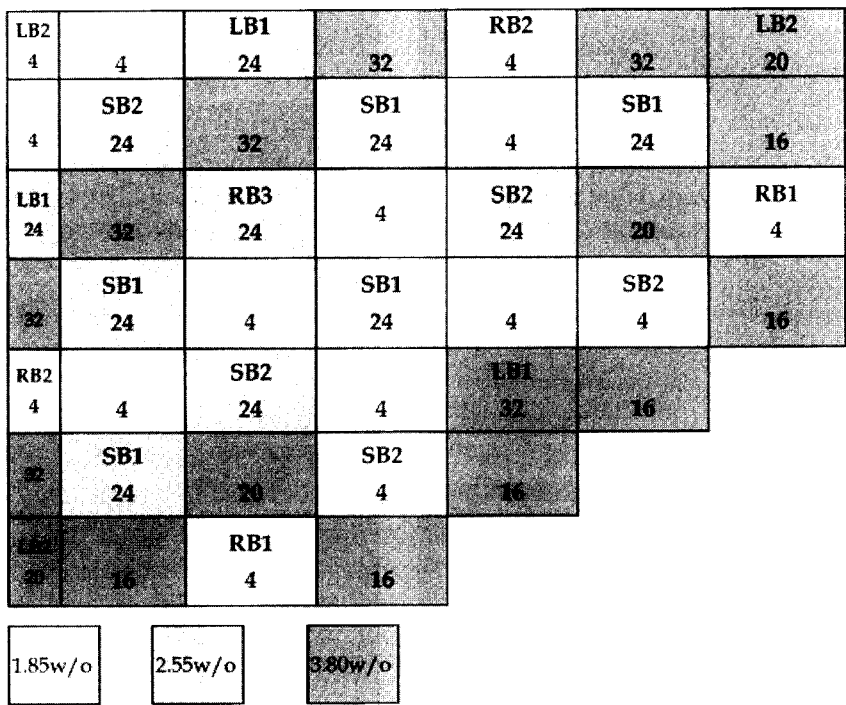 LB2 LB1 RB2 LB2
4 4 24 32 4 32 20
SB2 SB1 SB1
4 24 32 24 4 24 16
LB1 RB3 SB2 RB1
24 32 24 4 24 20 4
SB1 SB1 SB2
32 24 4 24 4 4 16
RB2 SB2 LB1
4 4 24 4 32 16
SB1 SB2
32 24 20 4 16
LB2 RB1
20 16 4 16
1.85w/o 2.55w/o 3.80w/o